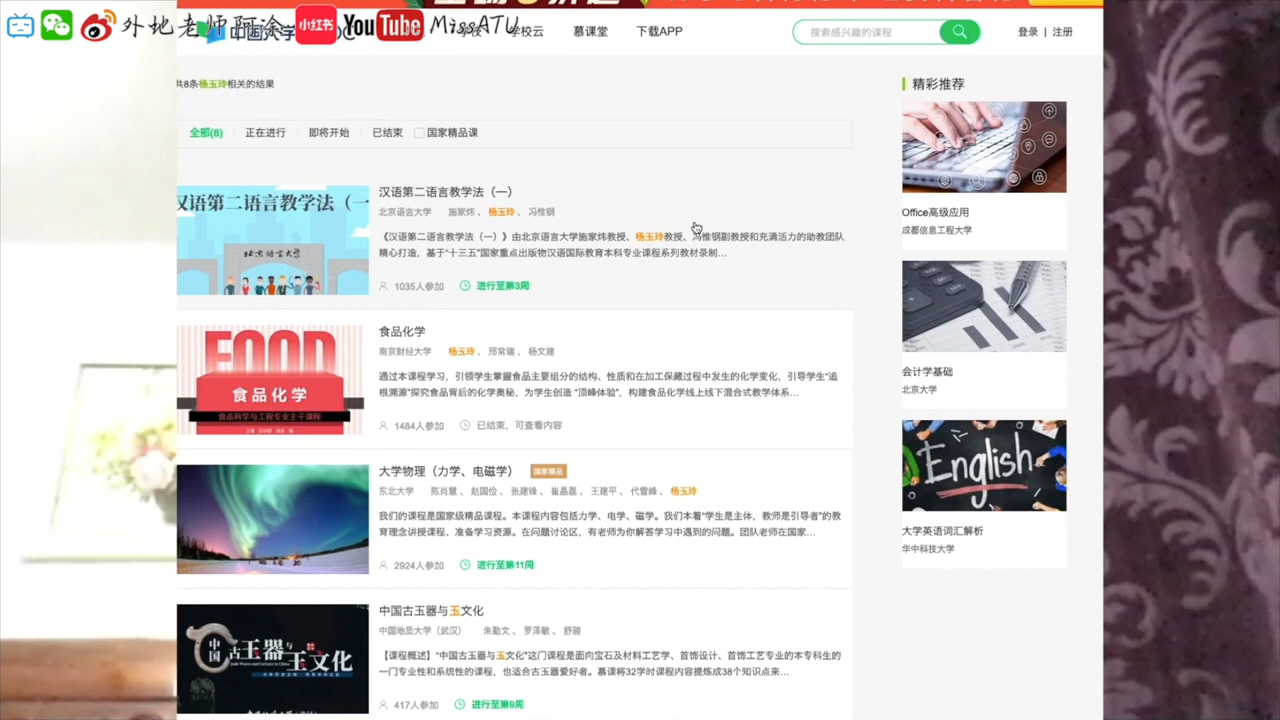 外地老师阿涂 小红书 YouTube MissATU
学校云 慕课堂 下载APP 搜索感兴趣的课程 登录 | 注册
共8条杨玉玲相关的结果
全部(8) 正在进行 即将开始 已结束 国家精品课
汉语第二语言教学法（一）
北京语言大学 施家炜、 杨玉玲、 冯惟钢
《汉语第二语言教学法（一）》由北京语言大学施家炜教授、杨玉玲教授、冯惟钢副教授和充满活力的助教团队
精心打造，基于“十三五”国家重点出版物汉语国际教育本科专业课程系列教材录制...
1035人参加 进行至第3周
汉语第二语言教学法（一
北京语言大学
食品化学
南京财经大学 杨玉玲、 邢常瑞、 杨文建
通过本课程学习，引领学生掌握食品主要组分的结构、性质和在加工保藏过程中发生的化学变化，引导学生“追
根溯源”探究食品背后的化学奥秘，为学生创造 “顶峰体验”，构建食品化学线上线下混合式教学体系...
1484人参加 已结束，可查看内容
FOOD
食品化学
食品科学与工程专业主干课程
大学物理（力学、电磁学） 国家精品
东北大学 陈肖慧、 赵国俭、 张建锋、 崔晶磊、 王建平、 代雪峰、 杨玉玲
我们的课程是国家级精品课程。本课程内容包括力学、电学、磁学。我们本着“学生是主体，教师是引导者”的教
育理念讲授课程、准备学习资源。在问题讨论区，有老师为你解答学习中遇到的问题。团队老师在国家...
2924人参加 进行至第11周
中国古玉器与玉文化
中国地质大学（武汉） 朱勤文、 罗泽敏、 舒骏
【课程概述】“中国古玉器与玉文化”这门课程是面向宝石及材料工艺学、首饰设计、首饰工艺专业的本专科生的
一门专业性和系统性的课程，也适合古玉器爱好者。慕课将32学时课程内容提炼成38个知识点来...
417人参加 进行至第9周
中国古玉器与玉文化
精彩推荐
Office高级应用
成都信息工程大学
会计学基础
北京大学
English
大学英语词汇解析
华中科技大学